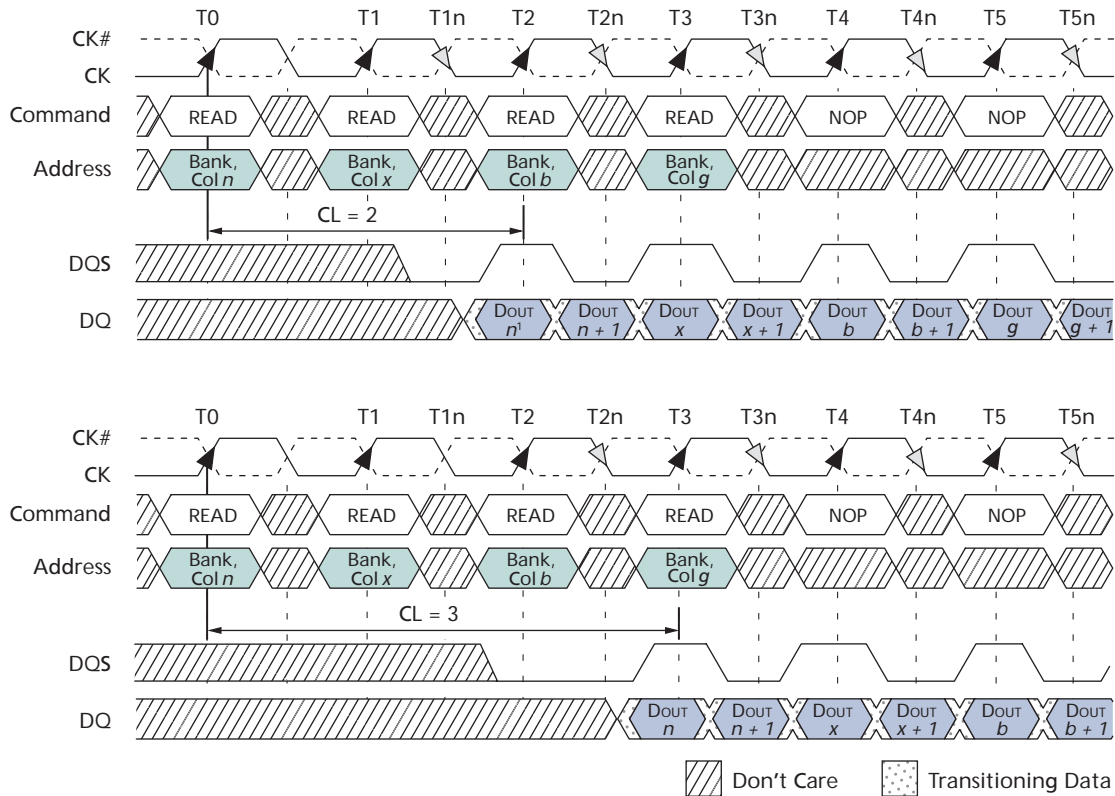 T0 T1 T1n T2 T2n T3 T3n T4 T4n T5 T5n
CK#
CK
Command READ READ READ READ NOP NOP
Address Bank, Col n Bank, Col x Bank, Col b Bank, Col g
CL = 2
DQS
DQ DOUT n¹ DOUT n + 1 DOUT x DOUT x + 1 DOUT b DOUT b + 1 DOUT g DOUT g + 1
T0 T1 T1n T2 T2n T3 T3n T4 T4n T5 T5n
CK#
CK
Command READ READ READ READ NOP NOP
Address Bank, Col n Bank, Col x Bank, Col b Bank, Col g
CL = 3
DQS
DQ DOUT n DOUT n + 1 DOUT x DOUT x + 1 DOUT b DOUT b + 1
Don't Care Transitioning Data